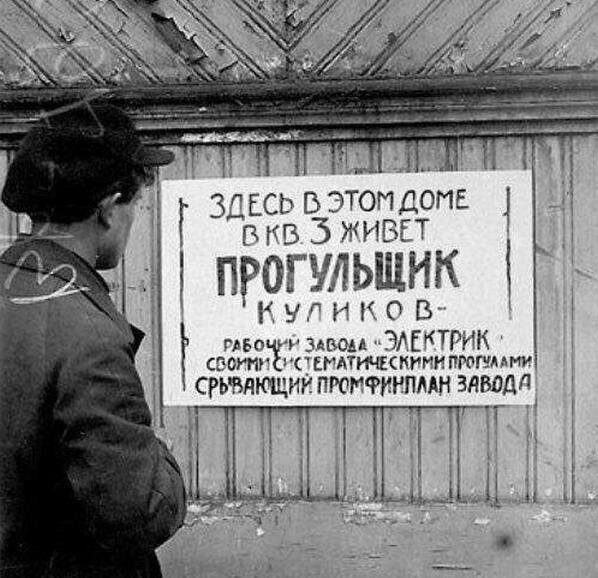 ЗДЕСЬ В ЭТОМ ДОМЕ
В КВ. 3 ЖИВЕТ
ПРОГУЛЬЩИК
КУЛИКОВ-
РАБОЧИЙ ЗАВОДА "ЭЛЕКТРИК"
СВОИМИ СИСТЕМАТИЧЕСКИМИ ПРОГУЛАМИ
СРЫВАЮЩИЙ ПРОМФИНПЛАН ЗАВОДА